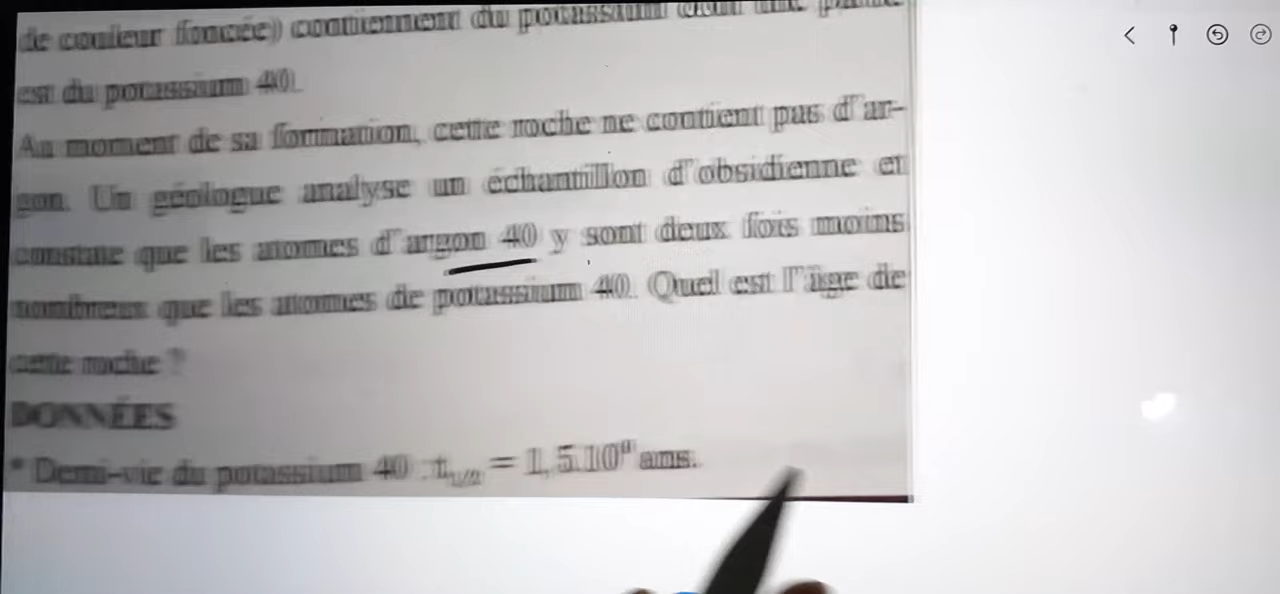 de couleur foncée) contiennent du potassium dont une partie
est du potassium 40.
Au moment de sa formation, cette roche ne contient pas d'ar-
gon. Un géologue analyse un échantillon d'obsidienne et
constate que les atomes d'argon 40 y sont deux fois moins
nombreux que les atomes de potassium 40. Quel est l'âge de
cette roche ?
DONNÉES
* Demi-vie du potassium 40 : t1/2 = 1,5.10⁹ ans.